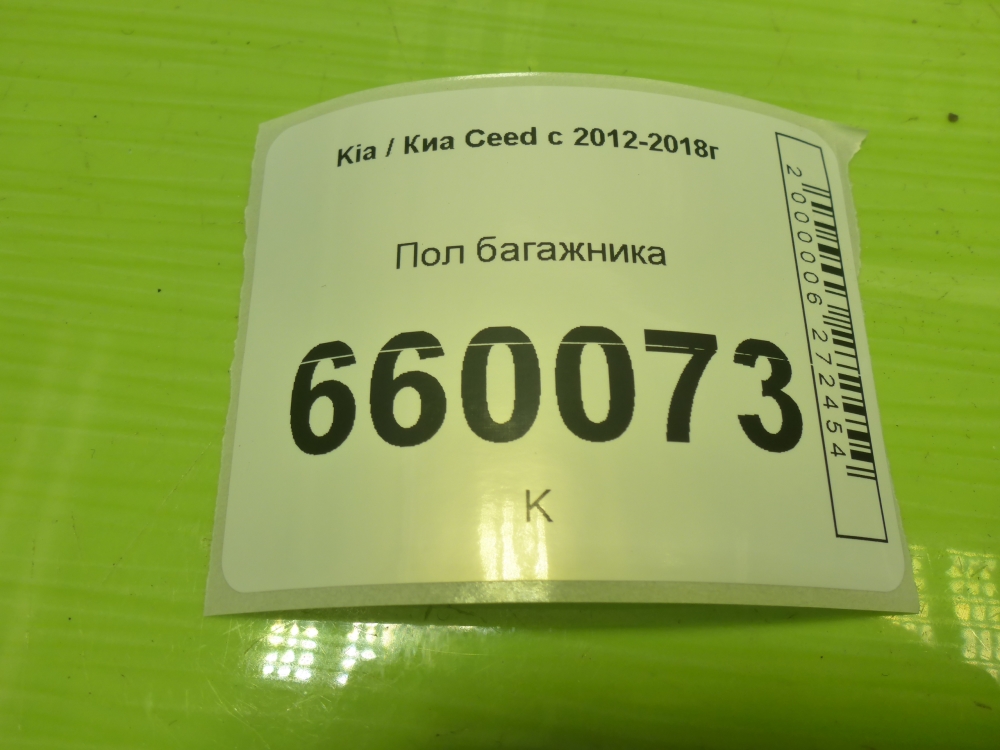 Kia / Киа Ceed с 2012-2018г
Пол багажника
660073
К
2000006272454